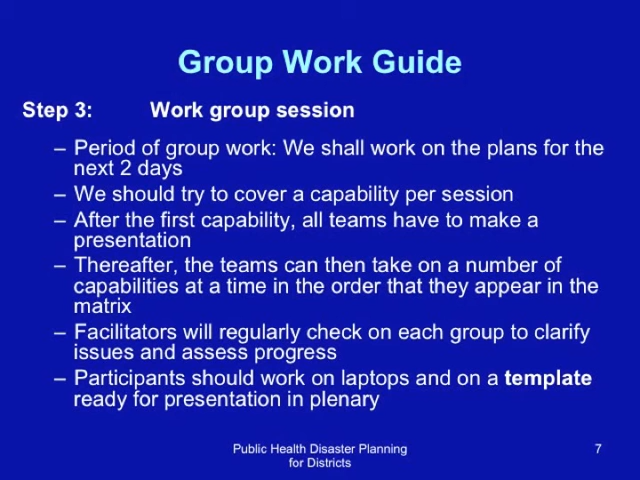 Group Work Guide
Step 3: Work group session
– Period of group work: We shall work on the plans for the
next 2 days
– We should try to cover a capability per session
– After the first capability, all teams have to make a
presentation
– Thereafter, the teams can then take on a number of
capabilities at a time in the order that they appear in the
matrix
– Facilitators will regularly check on each group to clarify
issues and assess progress
– Participants should work on laptops and on a template
ready for presentation in plenary
Public Health Disaster Planning
for Districts
7